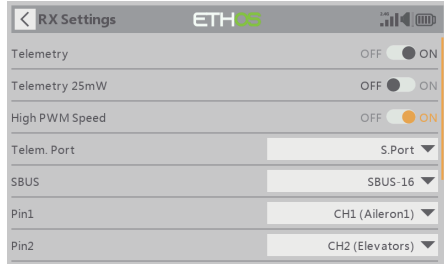 RX Settings ETHOS
Telemetry OFF ON
Telemetry 25mW OFF ON
High PWM Speed OFF ON
Telem. Port S.Port
SBUS SBUS-16
Pin1 CH1 (Aileron1)
Pin2 CH2 (Elevators)